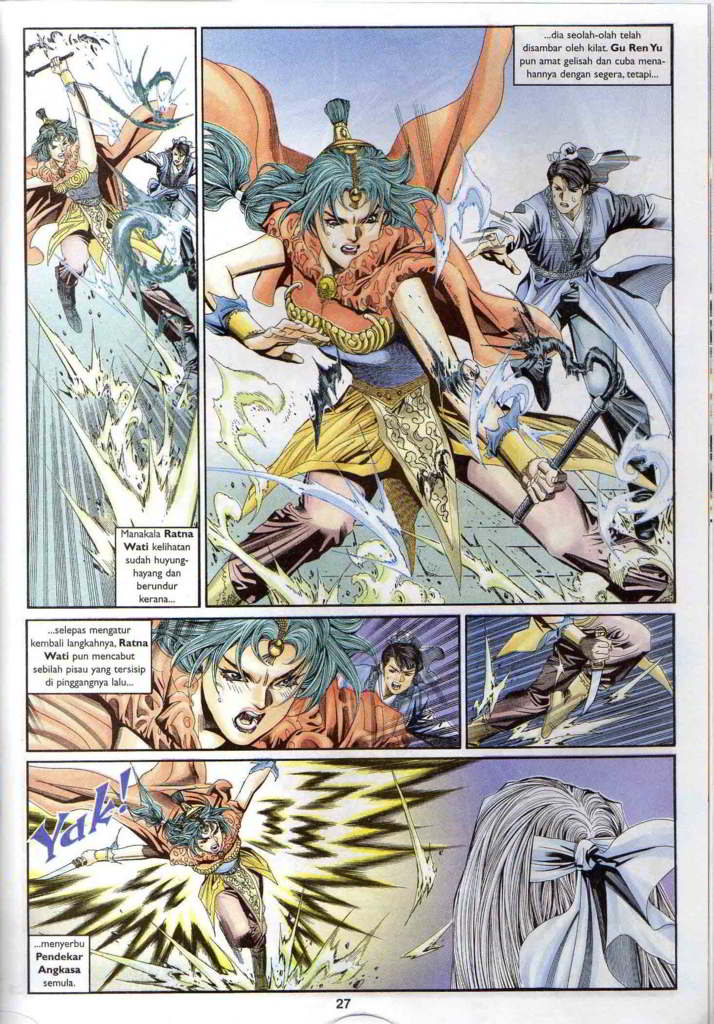 Manakala Ratna
Wati kelihatan
sudah huyung-
hayang dan
berundur
kerana...
...dia seolah-olah telah
disambar oleh kilat. Gu Ren Yu
pun amat gelisah dan cuba mena-
hannya dengan segera, tetapi...
...selepas mengatur
kembali langkahnya, Ratna
Wati pun mencabut
sebilah pisau yang tersisip
di pinggangnya lalu...
Yak!
...menyerbu
Pendekar
Angkasa
semula.
27